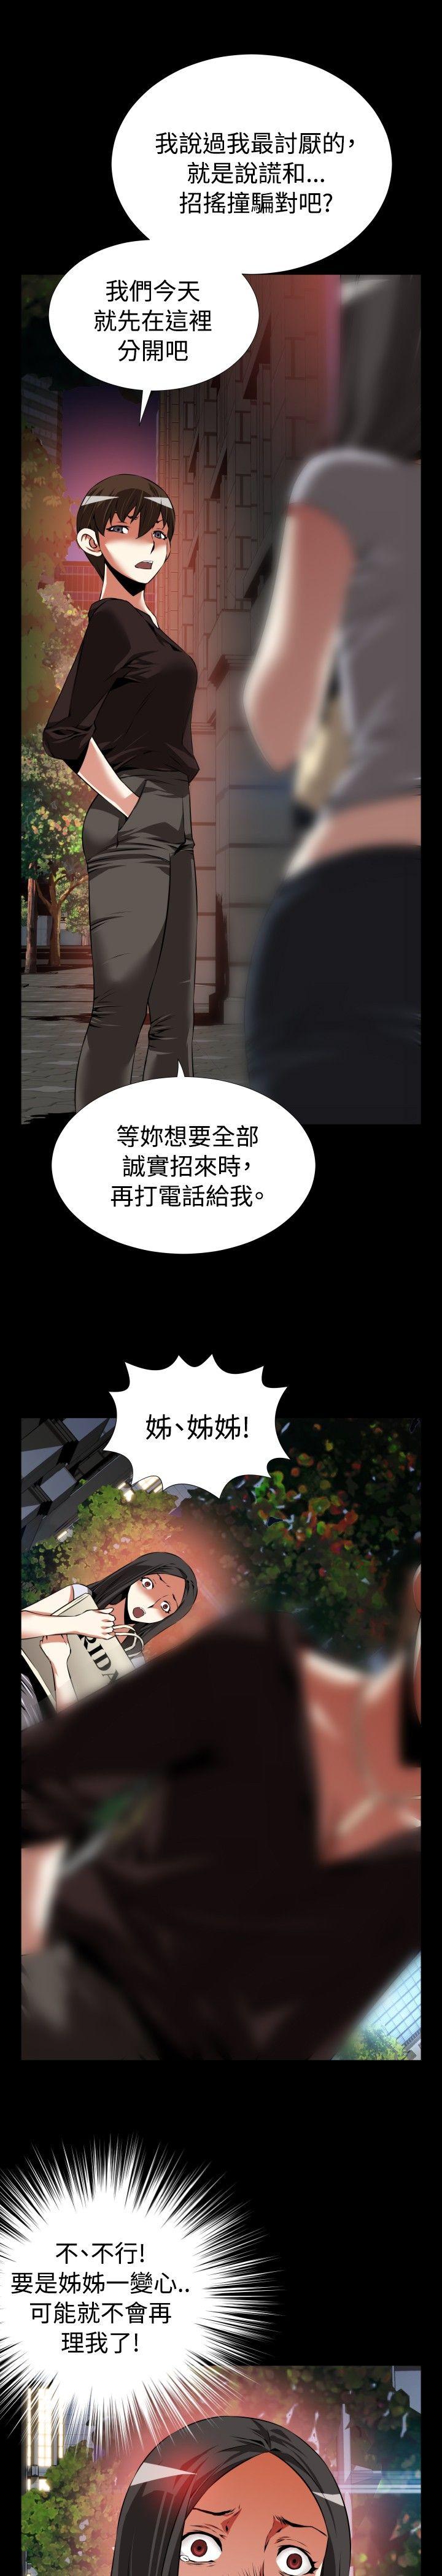 我說過我最討厭的，
就是說謊和...
招搖撞騙對吧?
我們今天
就先在這裡
分開吧
等妳想要全部
誠實招來時，
再打電話給我。
姊、姊姊!
RIDA
不、不行!
要是姊姊一變心..
可能就不會再
理我了!